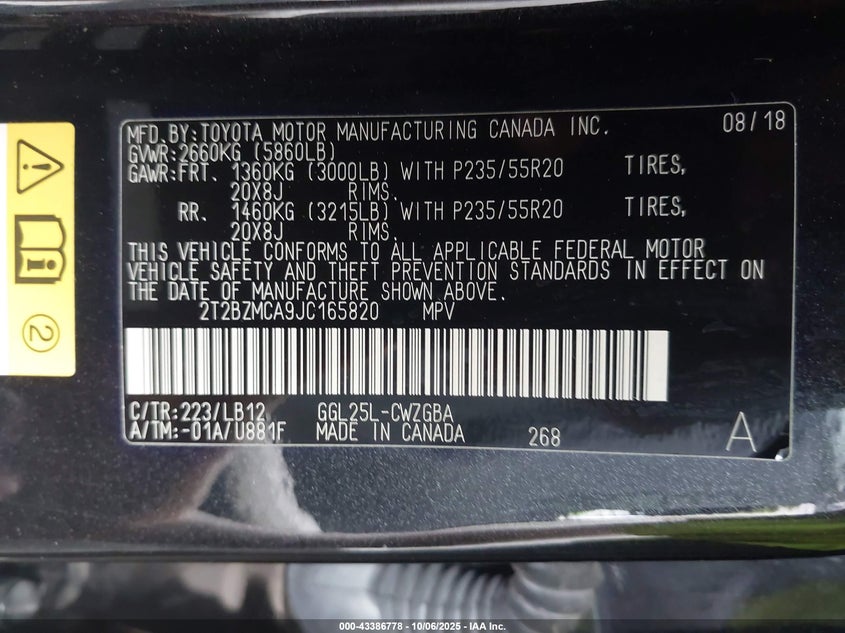 MFD.BY:TOYOTA MOTOR MANUFACTURING CANADA INC. 08/18
GVWR:2660KG (5860LB)
GAWR:FRT. 1360KG (3000LB) WITH P235/55R20 TIRES,
20X8J RIMS.
RR. 1460KG (3215LB) WITH P235/55R20 TIRES,
20X8J RIMS.
THIS VEHICLE CONFORMS TO ALL APPLICABLE FEDERAL MOTOR
VEHICLE SAFETY AND THEFT PREVENTION STANDARDS IN EFFECT ON
THE DATE OF MANUFACTURE SHOWN ABOVE.
2T2BZMCA9JC165820 MPV
C/TR:223/LB12 GGL25L-CWZGBA
A/TM:-01A/U881F MADE IN CANADA 268 A
2
000-43386778 - 10/06/2025 - IAA Inc.